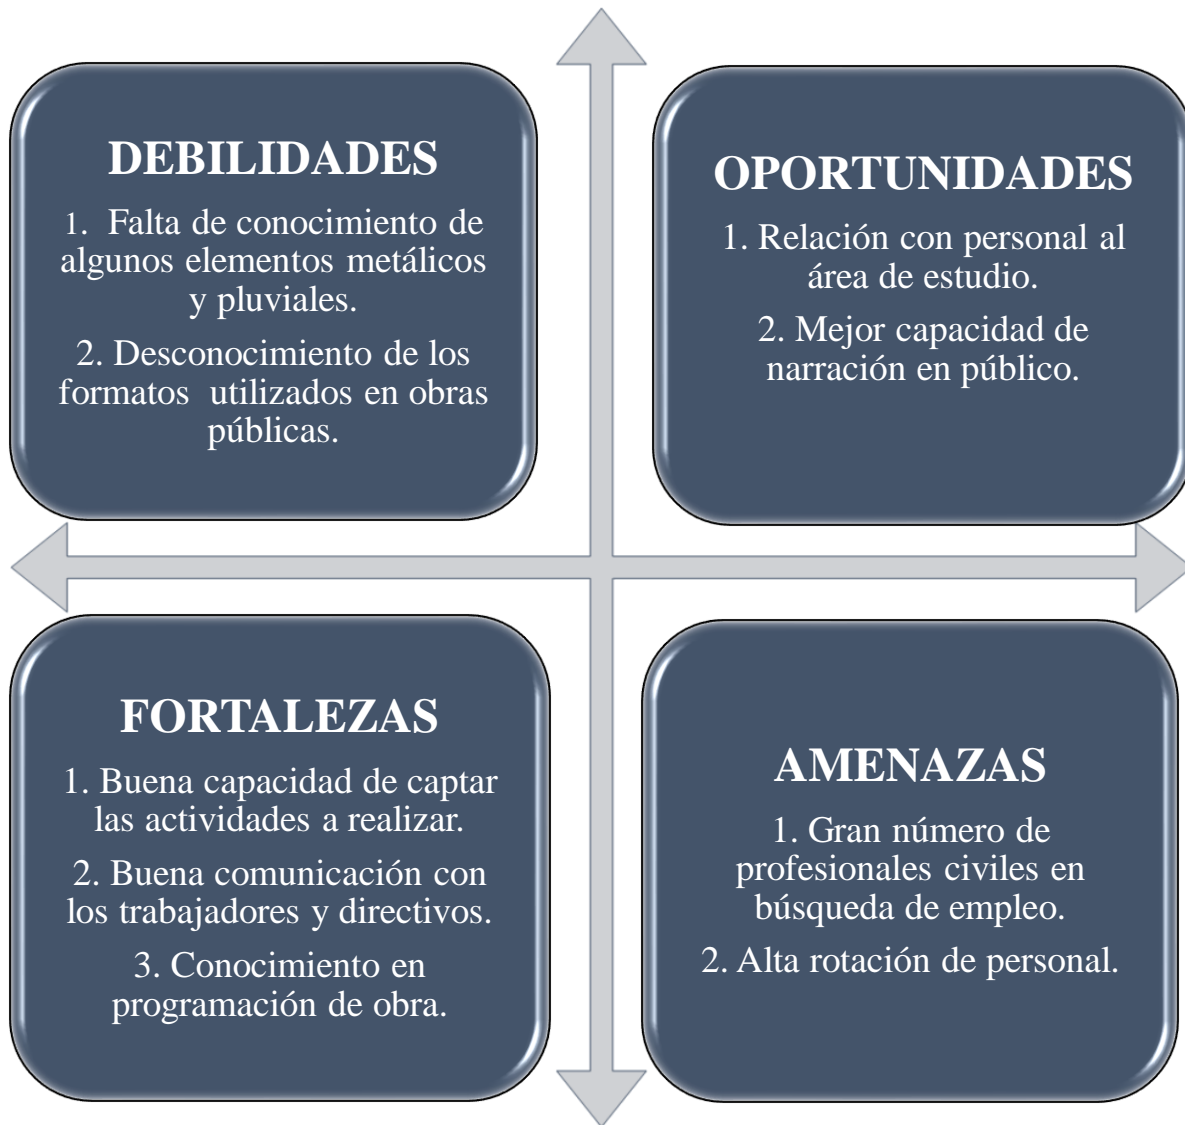 DEBILIDADES
1. Falta de conocimiento de
algunos elementos metálicos
y pluviales.
2. Desconocimiento de los
formatos utilizados en obras
públicas.
OPORTUNIDADES
1. Relación con personal al
área de estudio.
2. Mejor capacidad de
narración en público.
FORTALEZAS
1. Buena capacidad de captar
las actividades a realizar.
2. Buena comunicación con
los trabajadores y directivos.
3. Conocimiento en
programación de obra.
AMENAZAS
1. Gran número de
profesionales civiles en
búsqueda de empleo.
2. Alta rotación de personal.